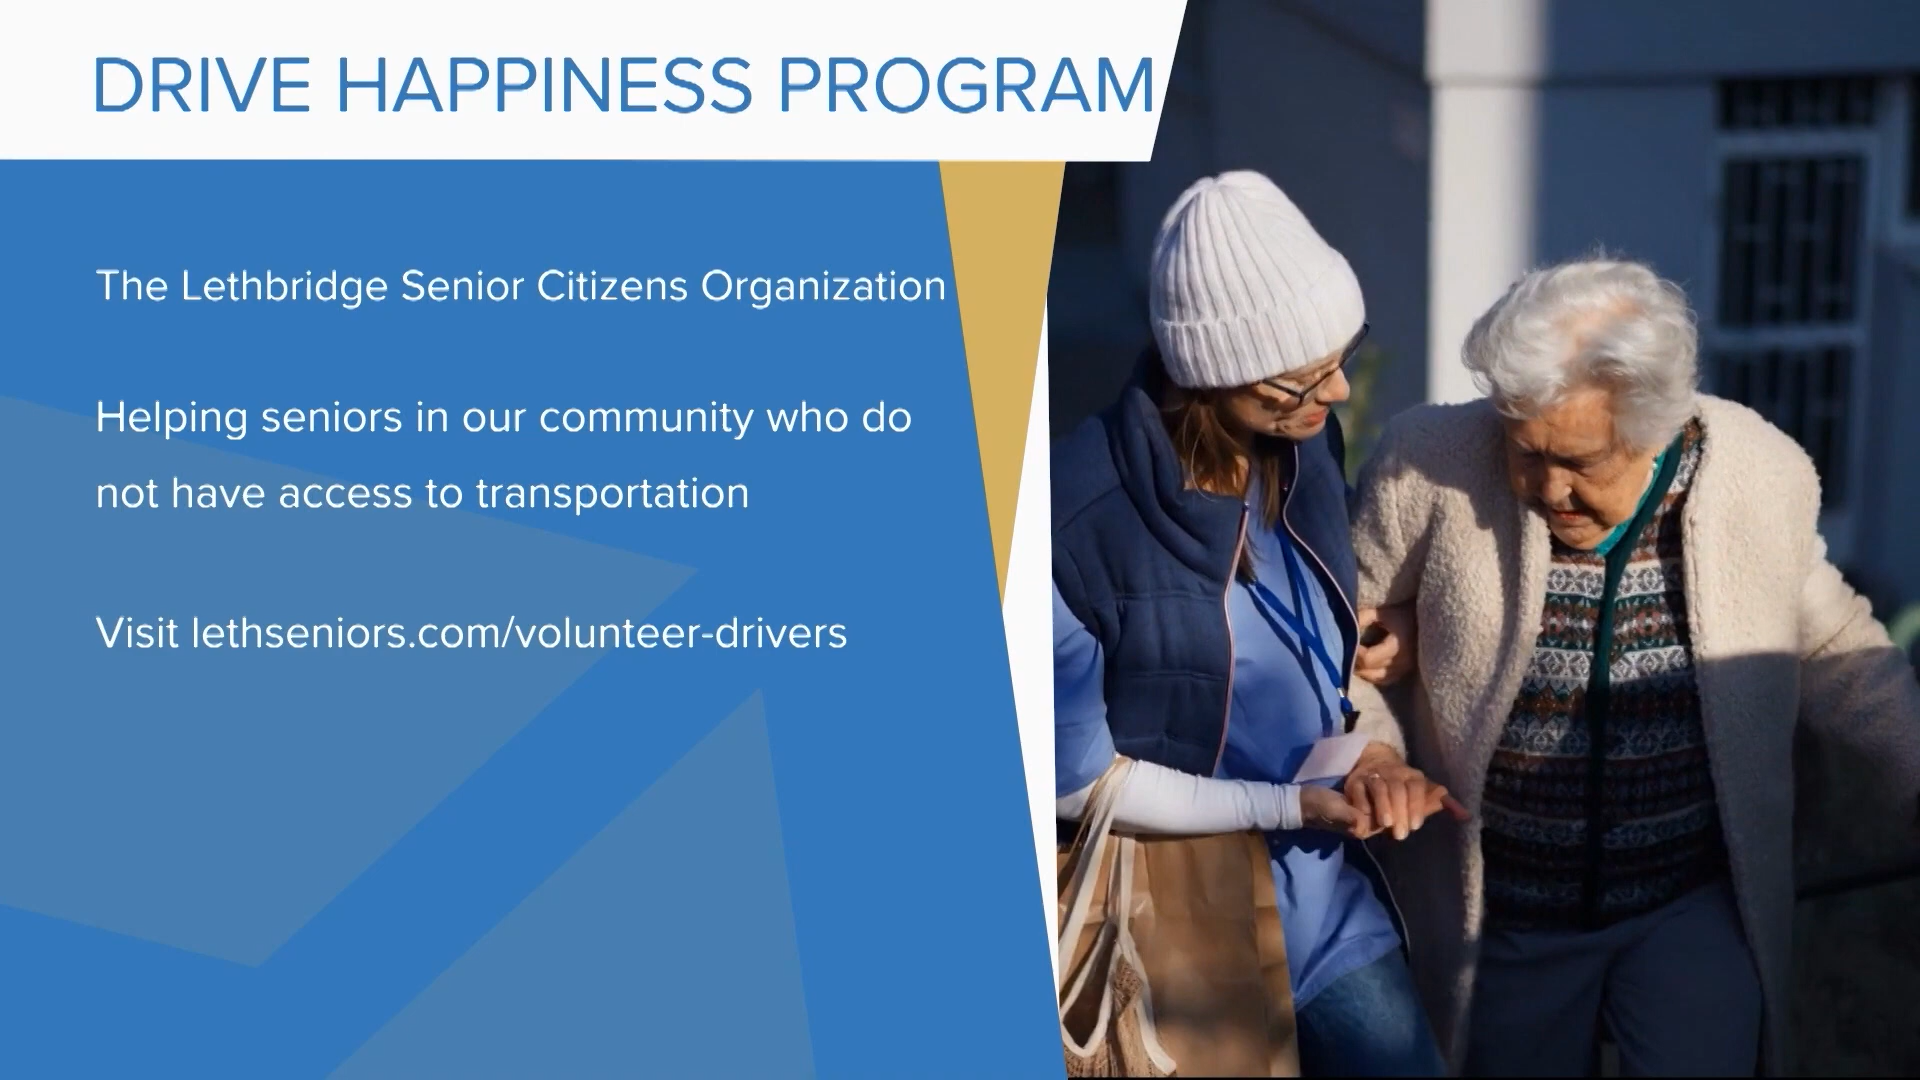 DRIVE HAPPINESS PROGRAM
The Lethbridge Senior Citizens Organization
Helping seniors in our community who do
not have access to transportation
Visit lethseniors.com/volunteer-drivers